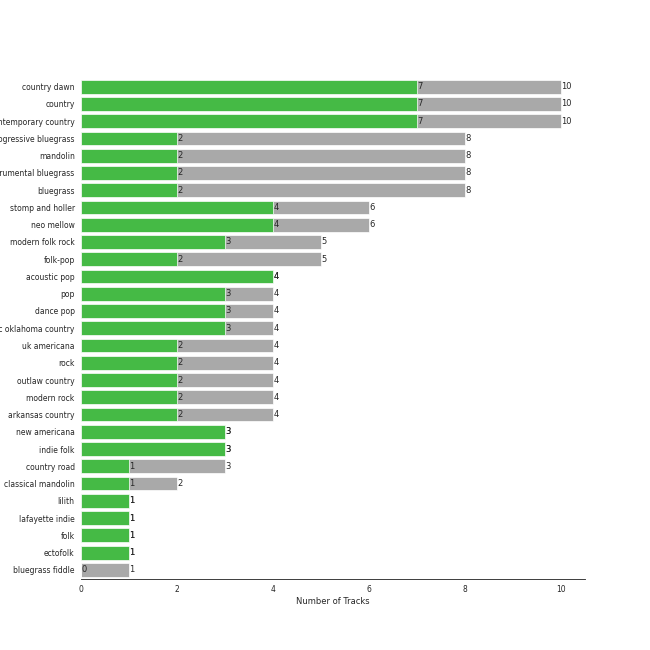 country dawn 7 10
country 7 10
ntemporary country 7 10
ogressive bluegrass 2 8
mandolin 2 8
rumental bluegrass 2 8
bluegrass 2 8
stomp and holler 4 6
neo mellow 4 6
modern folk rock 3 5
folk-pop 2 5
acoustic pop 4
pop 3 4
dance pop 3 4
c oklahoma country 3 4
uk americana 2 4
rock 2 4
outlaw country 2 4
modern rock 2 4
arkansas country 2 4
new americana 3
indie folk 3
country road 1 3
classical mandolin 1 2
lilith 1
lafayette indie 1
folk 1
ectofolk 1
bluegrass fiddle 0 1
0 2 4 6 8 10
Number of Tracks